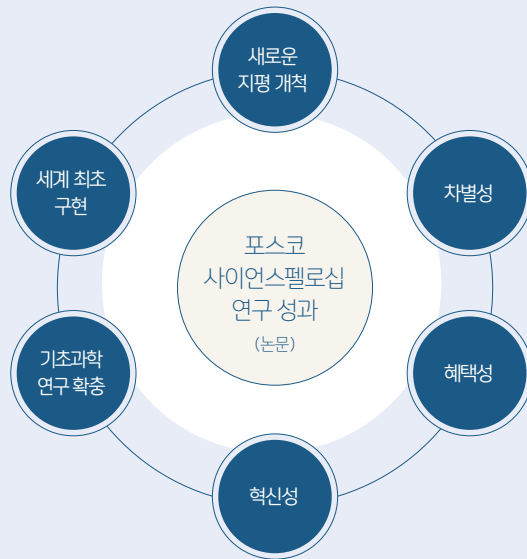 새로운
지평 개척
세계 최초
구현
차별성
포스코
사이언스펠로십
연구 성과
(논문)
기초과학
연구 확충
혜택성
혁신성